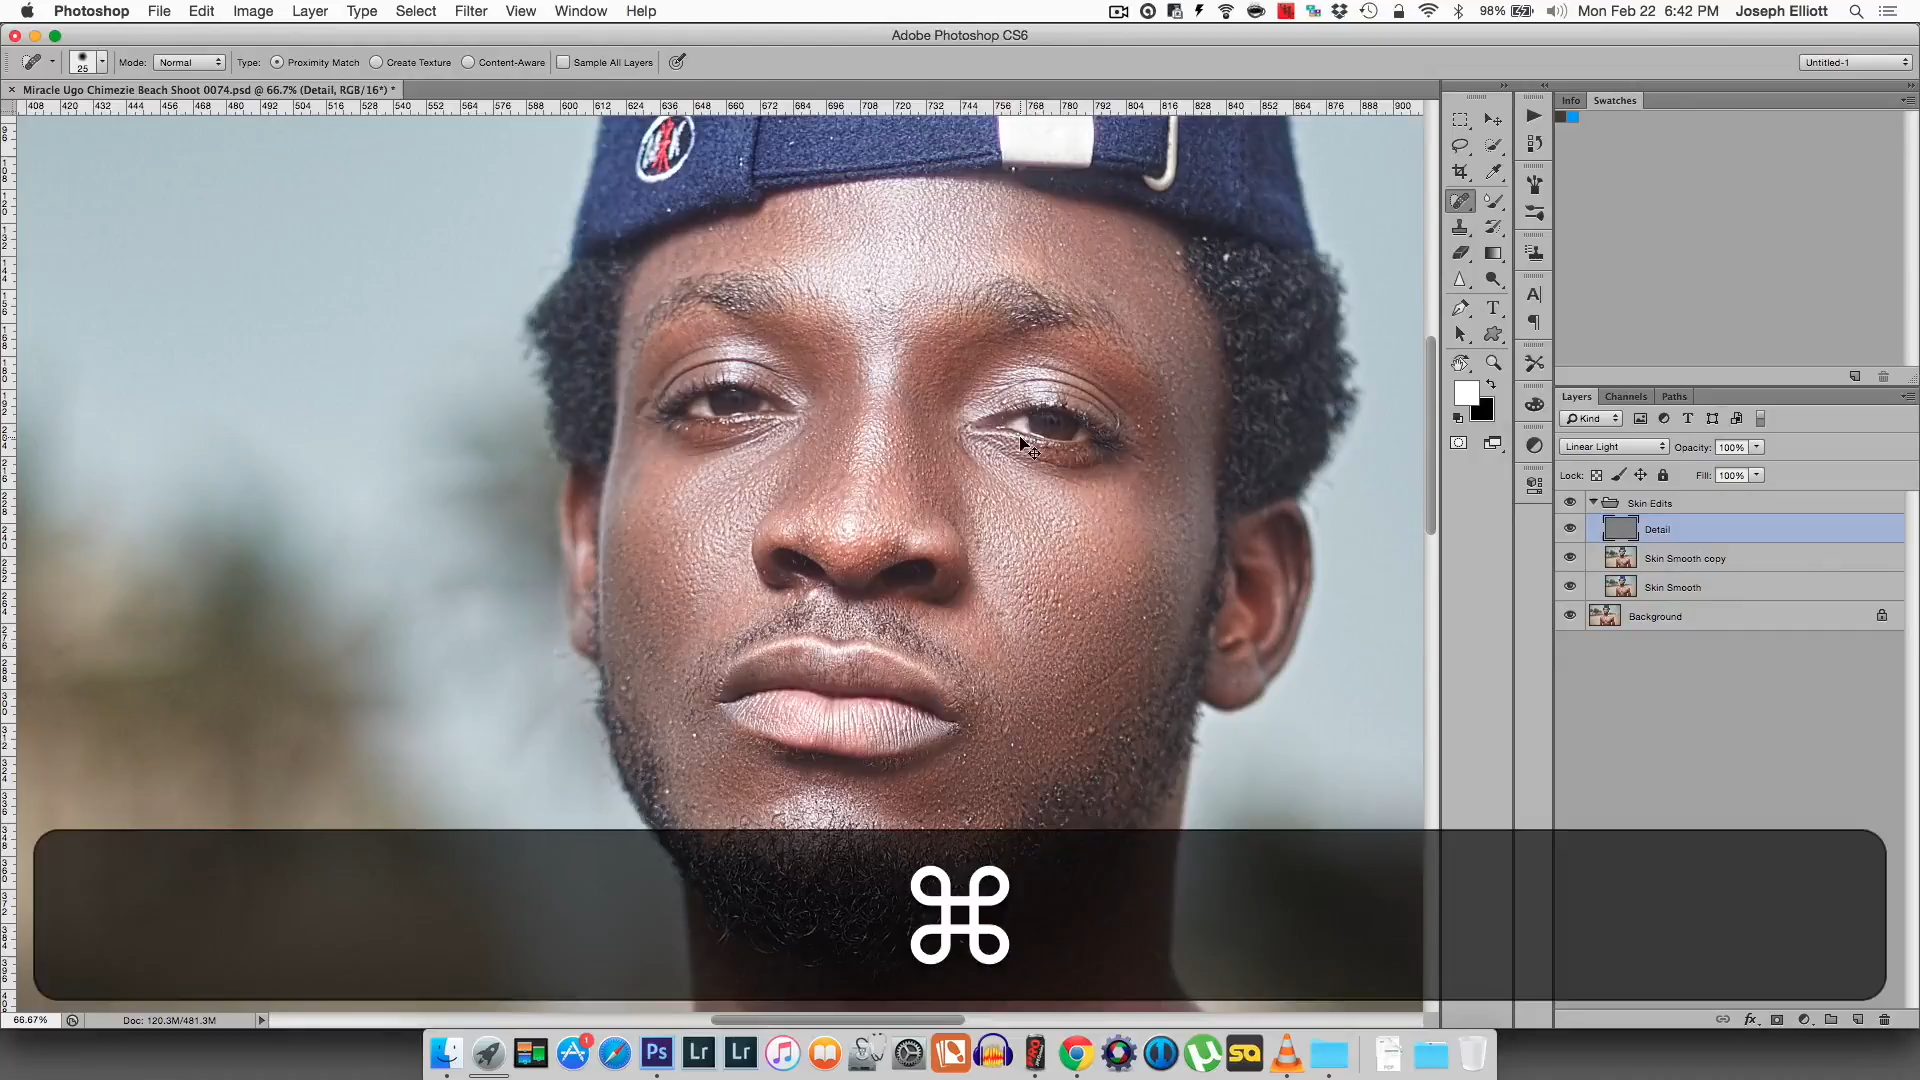 Photoshop File Edit Image Layer Type Select Filter View Window Help
98% Mon Feb 22 6:42 PM Joseph Elliott
Adobe Photoshop CS6
25 Mode: Normal Type: Proximity Match Create Texture Content-Aware Sample All Layers Untitled-1
× Miracle Ugo Chimezie Beach Shoot 0074.psd @ 66.7% (Detail, RGB/16*) *
408 420 432 444 456 468 480 492 504 516 528 540 552 564 576 588 600 612 624 636 648 660 672 684 696 708 720 732 744 756 768 780 792 804 816 828 840 852 864 876 888 900
Info Swatches
Layers Channels Paths
Kind
Linear Light Opacity: 100%
Lock: Fill: 100%
Skin Edits
Detail
Skin Smooth copy
Skin Smooth
Background
⌘
66.67% Doc: 120.3M/481.3M
1
Ps Lr Lr SQ